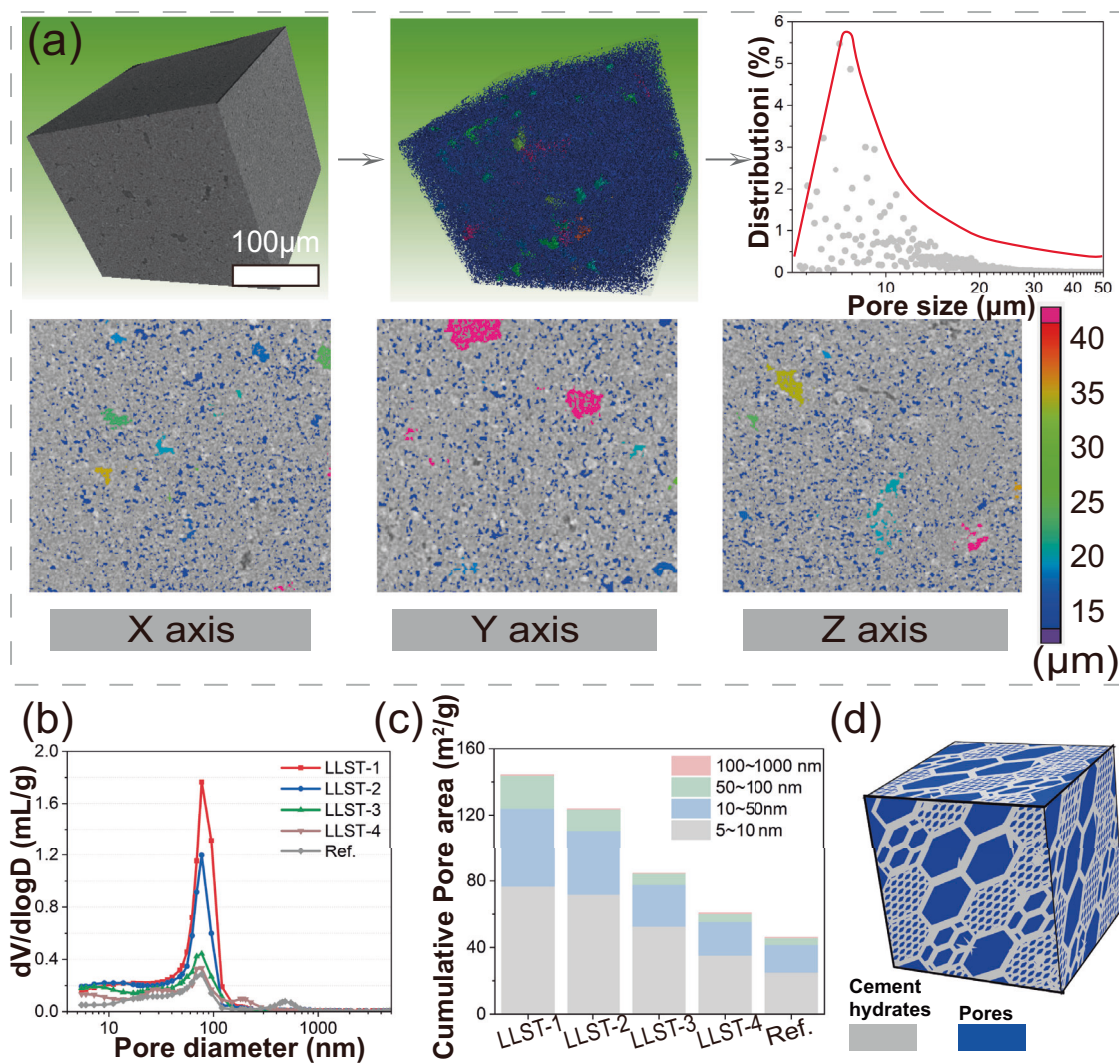 (a)
100μm
Distributioni (%)
6
5
4
3
2
1
0
10
20
30
40
50
Pore size (μm)
X axis
Y axis
Z axis
40
35
30
25
20
15
(μm)
(b)
dV/dlogD (mL/g)
2.0
1.6
1.2
0.8
0.4
0.0
10
100
1000
Pore diameter (nm)
LLST-1
LLST-2
LLST-3
LLST-4
Ref.
(c)
Cumulative Pore area (m²/g)
160
120
80
40
0
100~1000 nm
50~100 nm
10~50nm
5~10 nm
LLST-1
LLST-2
LLST-3
LLST-4
Ref.
(d)
Cement
hydrates
Pores